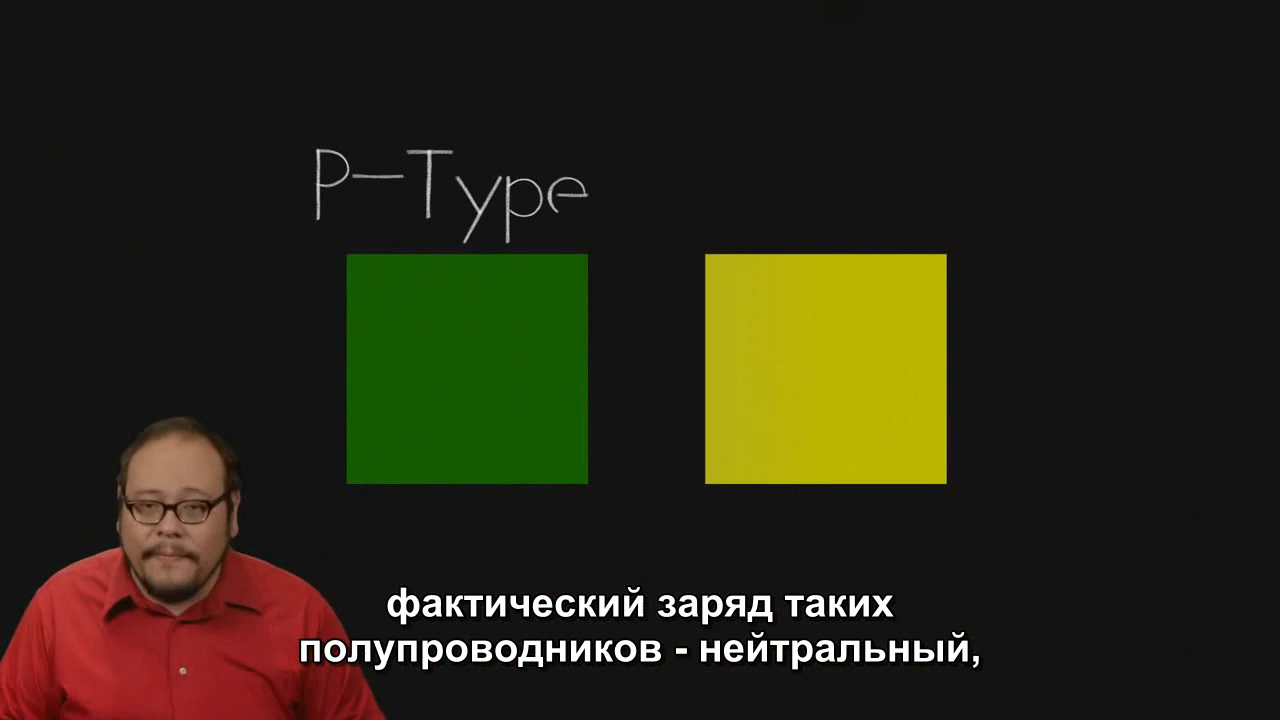 P-Type
фактический заряд таких
полупроводников - нейтральный,